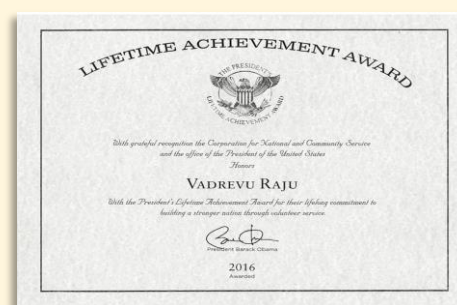 LIFETIME ACHIEVEMENT AWARD
THE PRESIDENT'S
LIFETIME ACHIEVEMENT AWARD
With grateful recognition the Corporation for National and Community Service
and the office of the President of the United States
Honors
VADREVU RAJU
With the President's Lifetime Achievement Award for their lifelong commitment to
building a stronger nation through volunteer service
President Barack Obama
2016
Awarded